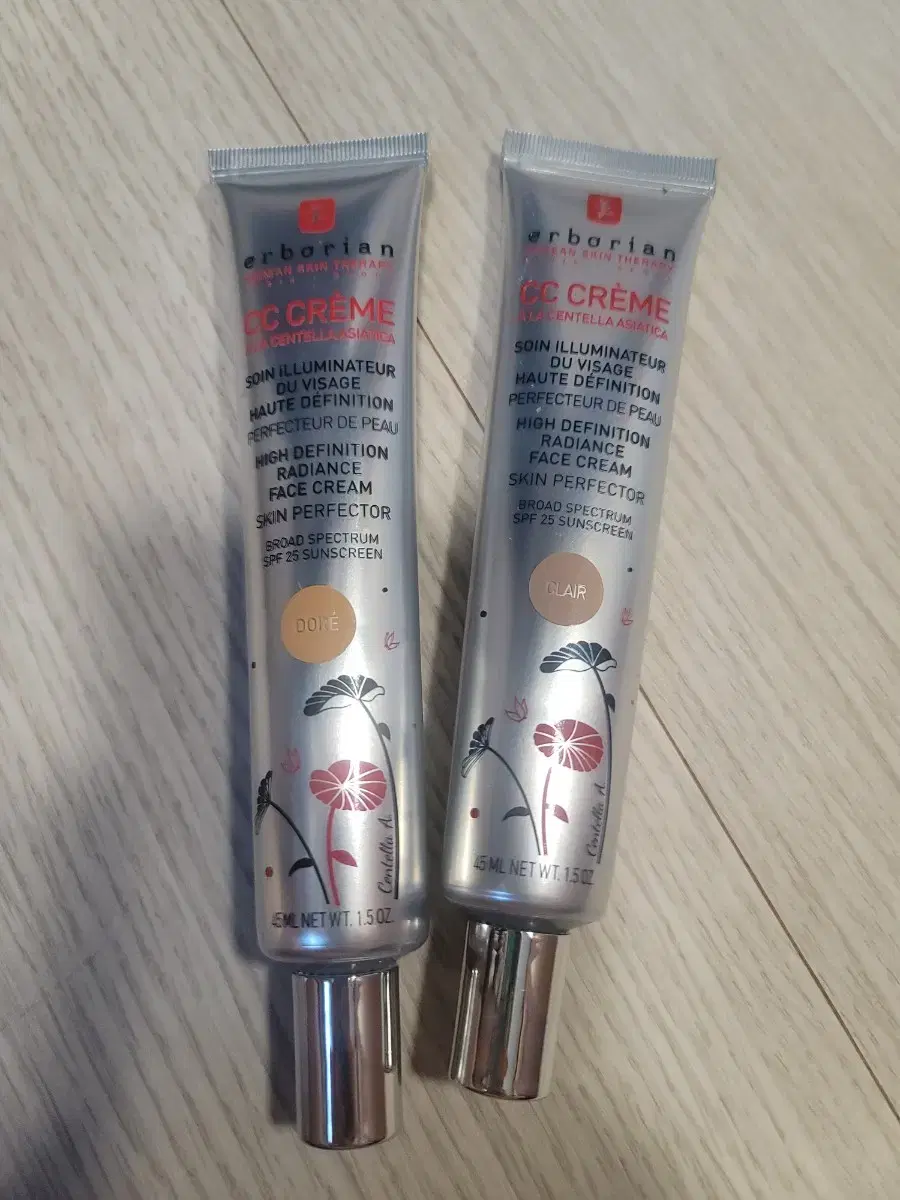 erborian
KOREAN SKIN THERAPY
CC CRÈME
À LA CENTELLA ASIATICA
SOIN ILLUMINATEUR
DU VISAGE
HAUTE DÉFINITION
PERFECTEUR DE PEAU
HIGH DEFINITION
RADIANCE
FACE CREAM
SKIN PERFECTOR
BROAD SPECTRUM
SPF 25 SUNSCREEN
DORÉ
Centella A.
45 ML NET WT. 1.5 OZ.
erborian
KOREAN SKIN THERAPY
CC CRÈME
À LA CENTELLA ASIATICA
SOIN ILLUMINATEUR
DU VISAGE
HAUTE DÉFINITION
PERFECTEUR DE PEAU
HIGH DEFINITION
RADIANCE
FACE CREAM
SKIN PERFECTOR
BROAD SPECTRUM
SPF 25 SUNSCREEN
CLAIR
Centella A.
45 ML NET WT. 1.5 OZ.